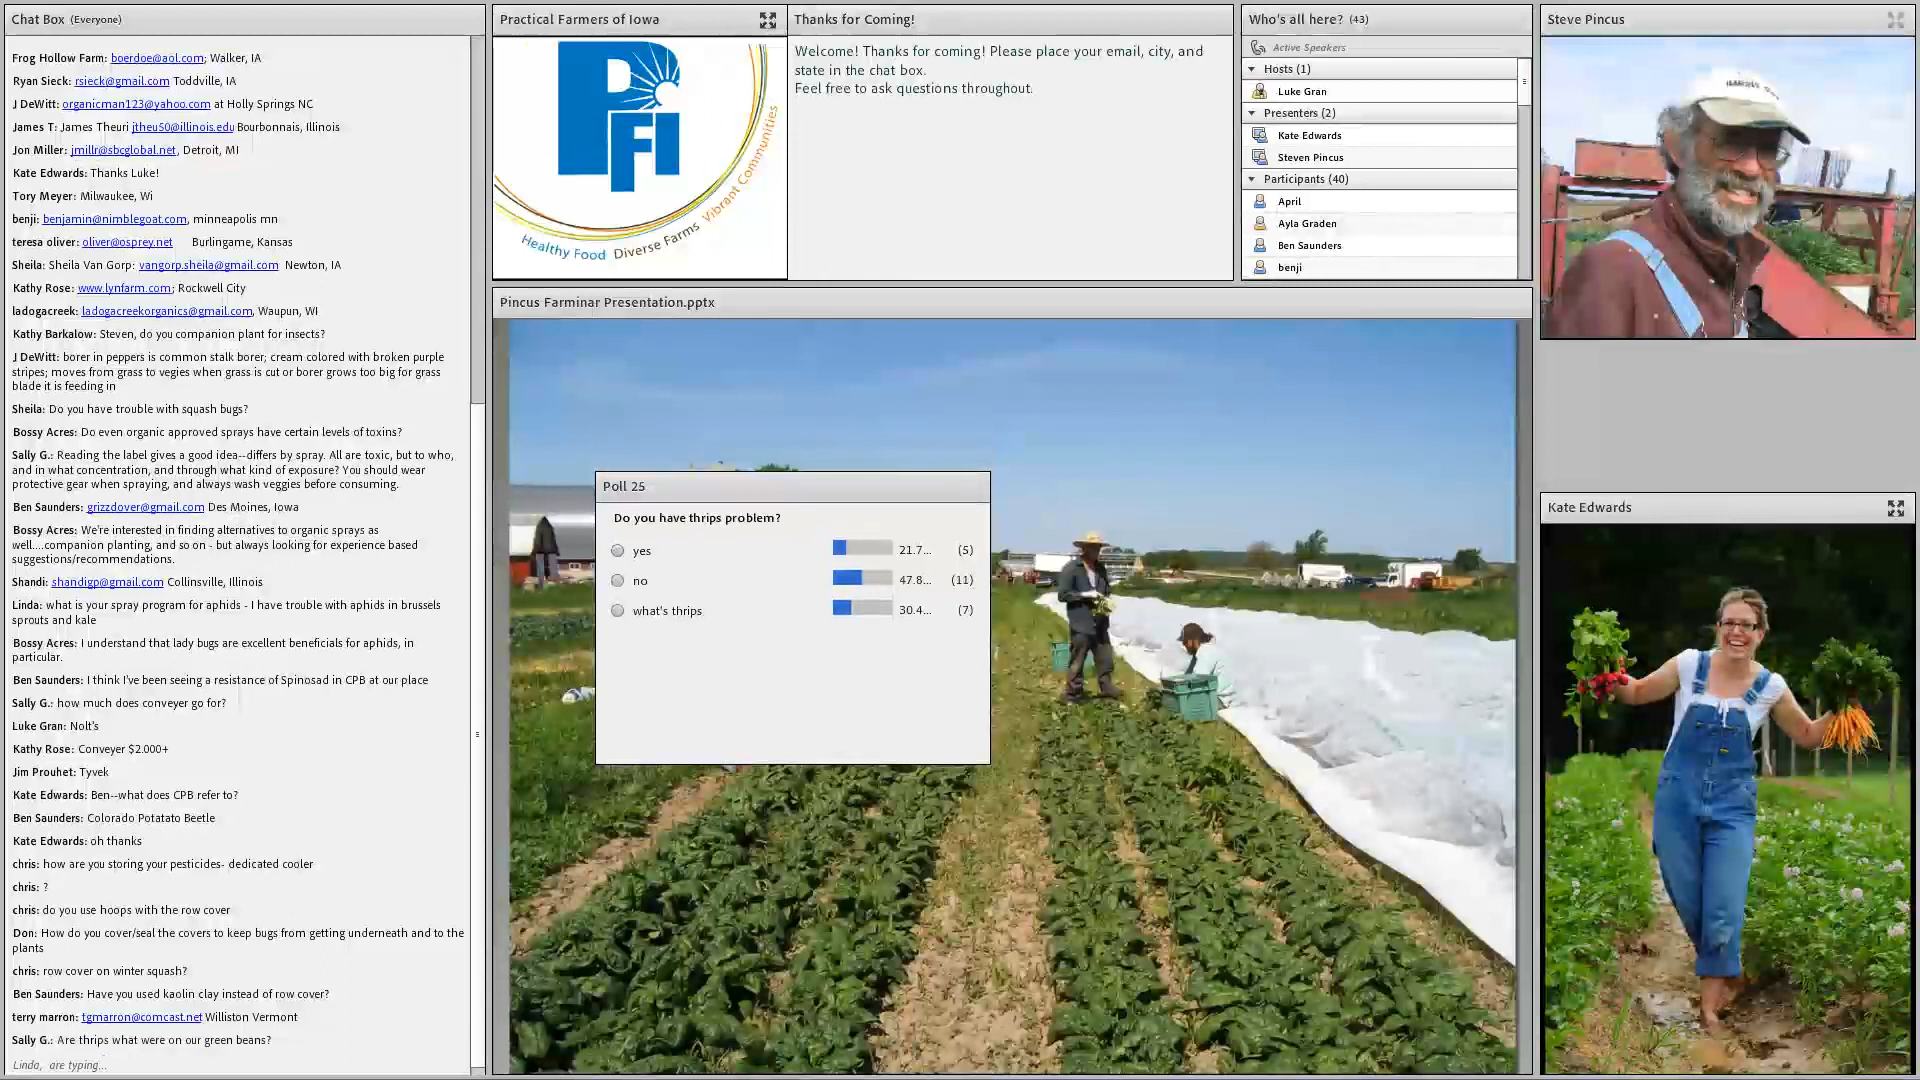 Chat Box (Everyone)
Frog Hollow Farm: boerdoe@aol.com; Walker, IA
Ryan Sieck: rsieck@gmail.com Toddville, IA
J DeWitt: organicman123@yahoo.com at Holly Springs NC
James T: James Theuri jtheu50@illinois.edu Bourbonnais, Illinois
Jon Miller: jmillr@sbcglobal.net, Detroit, MI
Kate Edwards: Thanks Luke!
Tory Meyer: Milwaukee, Wi
benji: benjamin@nimblegoat.com, minneapolis mn
teresa oliver: oliver@osprey.net Burlingame, Kansas
Sheila: Sheila Van Gorp: vangorp.sheila@gmail.com Newton, IA
Kathy Rose: www.lynfarm.com; Rockwell City
ladogacreek: ladogacreekorganics@gmail.com, Waupun, WI
Kathy Barkalow: Steven, do you companion plant for insects?
J DeWitt: borer in peppers is common stalk borer; cream colored with broken purple
stripes; moves from grass to vegies when grass is cut or borer grows too big for grass
blade it is feeding in
Sheila: Do you have trouble with squash bugs?
Bossy Acres: Do even organic approved sprays have certain levels of toxins?
Sally G.: Reading the label gives a good idea--differs by spray. All are toxic, but to who,
and in what concentration, and through what kind of exposure? You should wear
protective gear when spraying, and always wash veggies before consuming.
Ben Saunders: grizzdover@gmail.com Des Moines, Iowa
Bossy Acres: We're interested in finding alternatives to organic sprays as
well....companion planting, and so on - but always looking for experience based
suggestions/recommendations.
Shandi: shandigp@gmail.com Collinsville, Illinois
Linda: what is your spray program for aphids - I have trouble with aphids in brussels
sprouts and kale
Bossy Acres: I understand that lady bugs are excellent beneficials for aphids, in
particular.
Ben Saunders: I think I've been seeing a resistance of Spinosad in CPB at our place
Sally G.: how much does conveyer go for?
Luke Gran: Nolt's
Kathy Rose: Conveyer $2.000+
Jim Prouhet: Tyvek
Kate Edwards: Ben--what does CPB refer to?
Ben Saunders: Colorado Potatato Beetle
Kate Edwards: oh thanks
chris: how are you storing your pesticides- dedicated cooler
chris: ?
chris: do you use hoops with the row cover
Don: How do you cover/seal the covers to keep bugs from getting underneath and to the
plants
chris: row cover on winter squash?
Ben Saunders: Have you used kaolin clay instead of row cover?
terry marron: tgmarron@comcast.net Williston Vermont
Sally G.: Are thrips what were on our green beans?
Linda, are typing...
Practical Farmers of Iowa
PFI
Healthy Food Diverse Farms Vibrant Communities
Thanks for Coming!
Welcome! Thanks for coming! Please place your email, city, and
state in the chat box.
Feel free to ask questions throughout.
Who's all here? (43)
Active Speakers
Hosts (1)
Luke Gran
Presenters (2)
Kate Edwards
Steven Pincus
Participants (40)
April
Ayla Graden
Ben Saunders
benji
Steve Pincus
Pincus Farminar Presentation.pptx
Poll 25
Do you have thrips problem?
yes 21.7... (5)
no 47.8... (11)
what's thrips 30.4... (7)
Kate Edwards